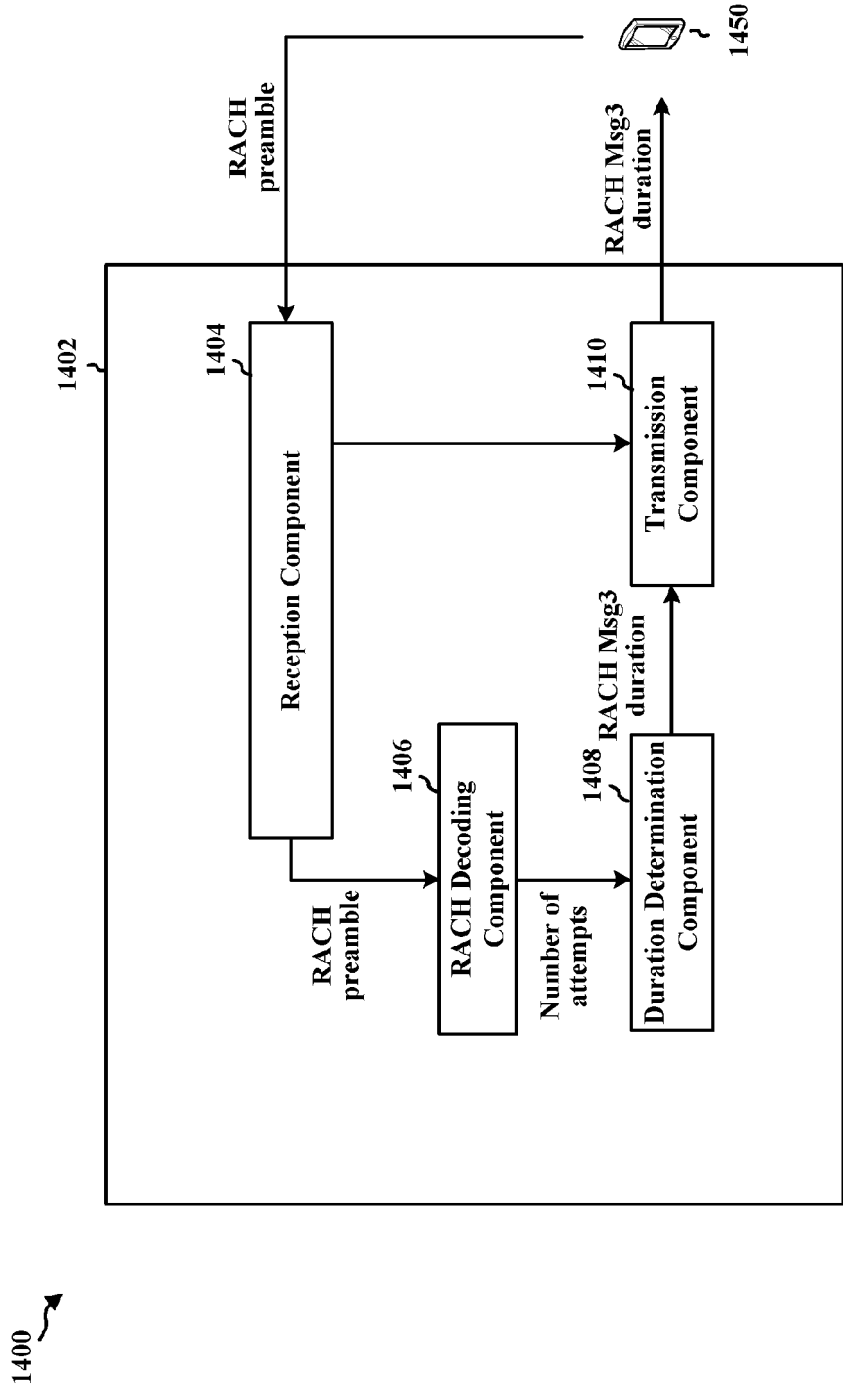 1400
1402
RACH
preamble
1404
Reception Component
RACH
preamble
1406
RACH Decoding
Component
Number of
attempts
1408
Duration Determination
Component
RACH Msg3
duration
1410
Transmission
Component
RACH Msg3
duration
1450